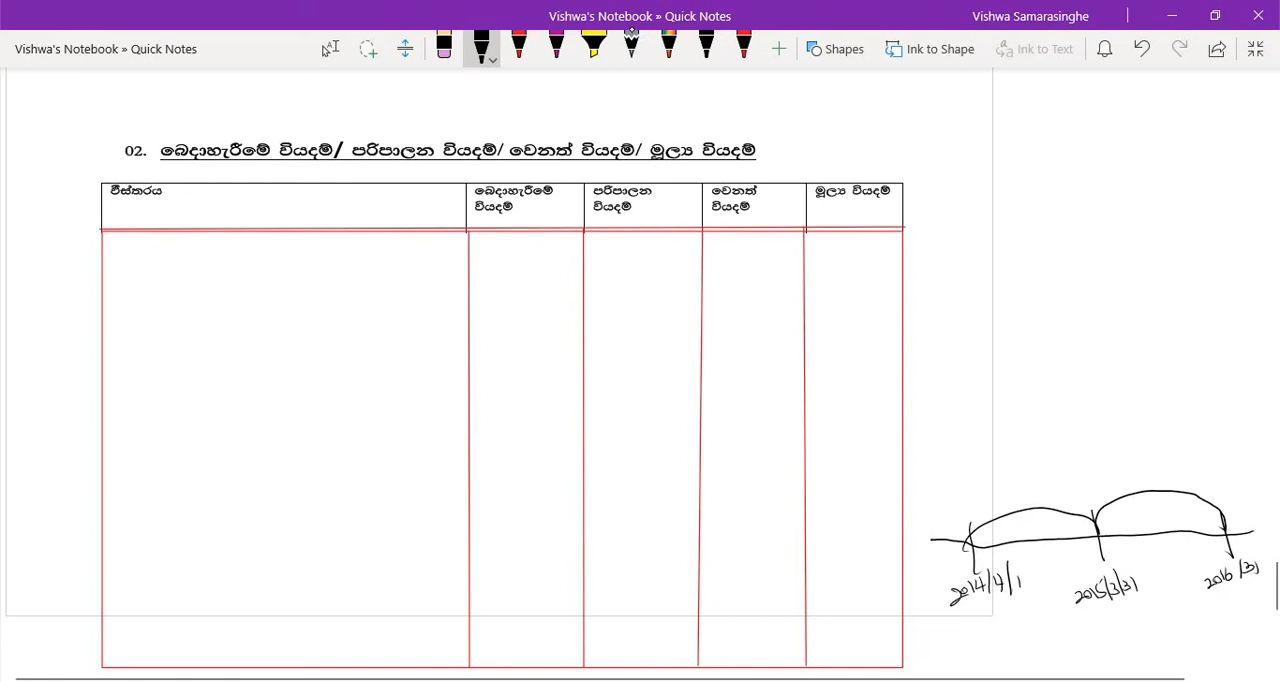 Vishwa's Notebook » Quick Notes
Vishwa Samarasinghe
Vishwa's Notebook » Quick Notes
Shapes
Ink to Shape
Ink to Text
02. බෙදාහැරීමේ වියදම්/ පරිපාලන වියදම්/ වෙනත් වියදම්/ මූල්‍ය වියදම්
විස්තරය
බෙදාහැරීමේ
වියදම්
පරිපාලන
වියදම්
වෙනත්
වියදම්
මූල්‍ය වියදම්
2014/4/1
2015/3/31
2016/31